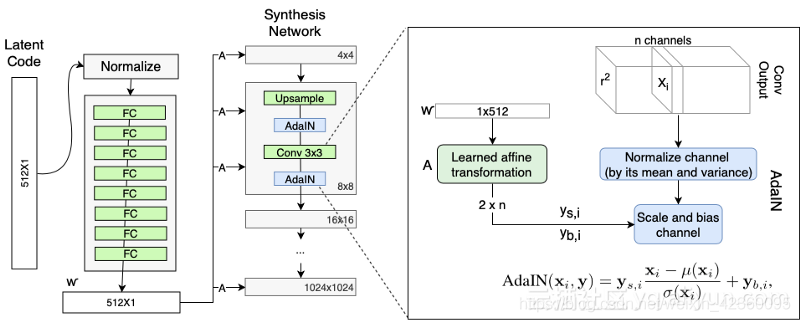 Latent
Code
512X1
Normalize
FC
FC
FC
FC
FC
FC
FC
FC
w
512X1
Synthesis
Network
A
4x4
A
Upsample
AdaIN
A
Conv 3x3
AdaIN
8x8
16x16
...
A
1024x1024
n channels
r²
Xi
Conv
Output
w
1x512
A
Learned affine
transformation
2 x n
Normalize channel
(by its mean and variance)
AdaIN
ys,i
yb,i
Scale and bias
channel
AdaIN(xi, y) = ys,i (xi − μ(xi)) / σ(xi) + yb,i,